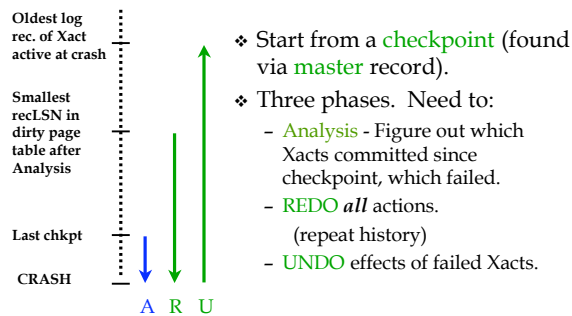 Oldest log
rec. of Xact
active at crash
Smallest
recLSN in
dirty page
table after
Analysis
Last chkpt
CRASH
A R U
❖ Start from a checkpoint (found
via master record).
❖ Three phases. Need to:
– Analysis - Figure out which
Xacts committed since
checkpoint, which failed.
– REDO all actions.
(repeat history)
– UNDO effects of failed Xacts.